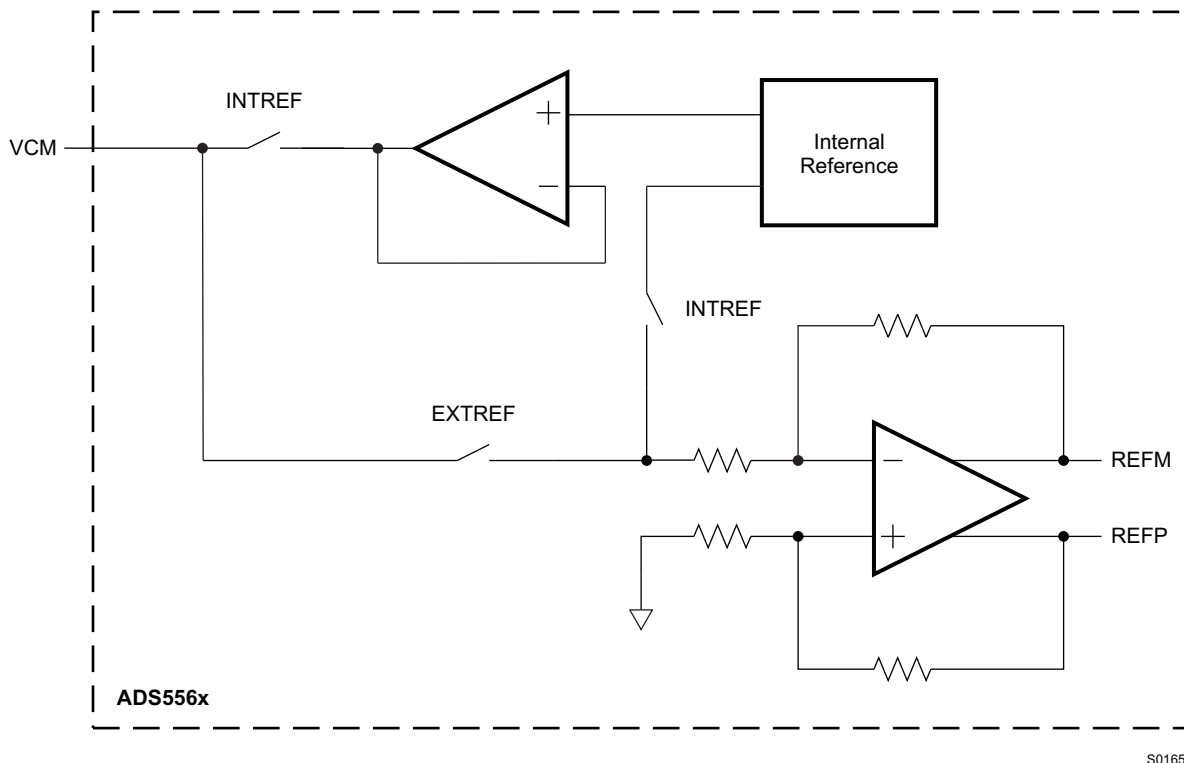 INTREF
VCM
+
−
Internal
Reference
INTREF
EXTREF
−
REFM
+
REFP
ADS556x
S0165